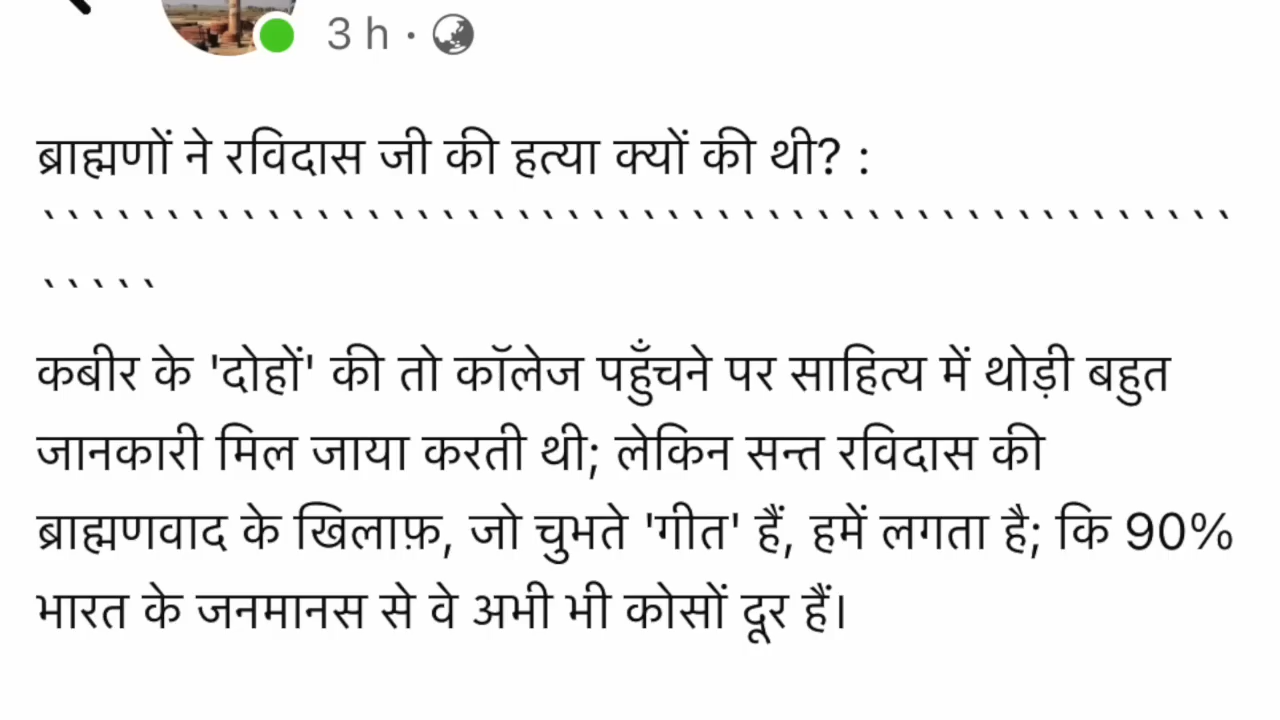 3 h ·
ब्राह्मणों ने रविदास जी की हत्या क्यों की थी? :
```````````````````````````````````````````````
`````
कबीर के 'दोहों' की तो कॉलेज पहुँचने पर साहित्य में थोड़ी बहुत
जानकारी मिल जाया करती थी; लेकिन सन्त रविदास की
ब्राह्मणवाद के खिलाफ़, जो चुभते 'गीत' हैं, हमें लगता है; कि 90%
भारत के जनमानस से वे अभी भी कोसों दूर हैं।